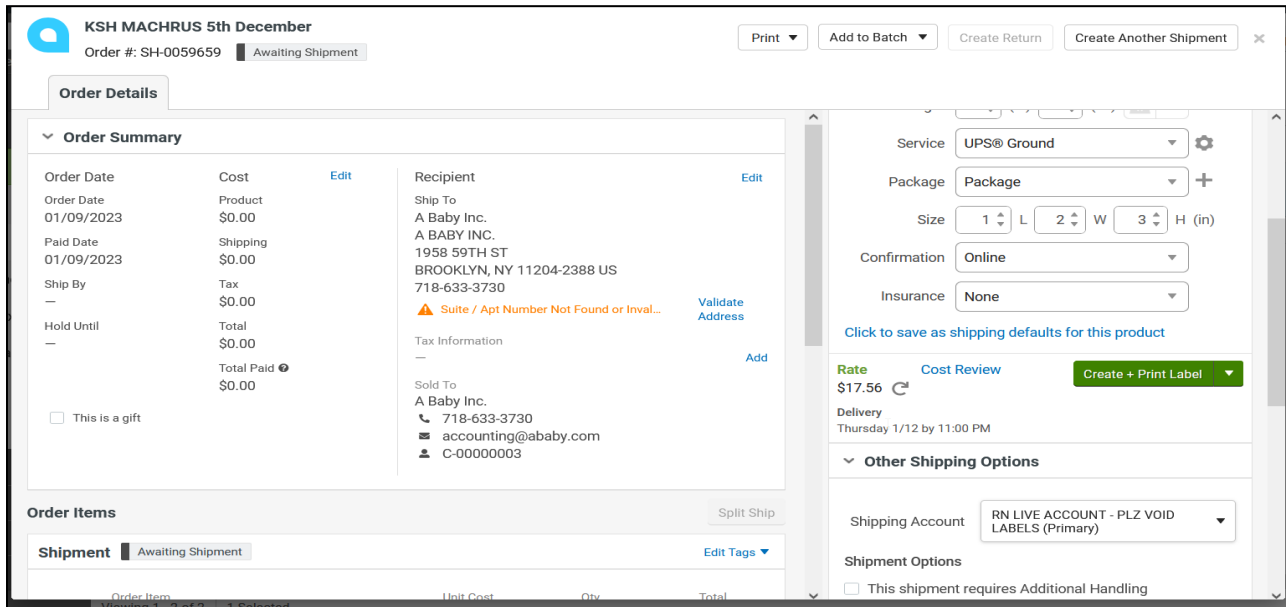 KSH MACHRUS 5th December
Order #: SH-0059659 Awaiting Shipment
Print Add to Batch Create Return Create Another Shipment
Order Details
Order Summary
Order Date
Order Date
01/09/2023
Paid Date
01/09/2023
Ship By
—
Hold Until
—
This is a gift
Cost Edit
Product
$0.00
Shipping
$0.00
Tax
$0.00
Total
$0.00
Total Paid
$0.00
Recipient Edit
Ship To
A Baby Inc.
A BABY INC.
1958 59TH ST
BROOKLYN, NY 11204-2388 US
718-633-3730
Suite / Apt Number Not Found or Inval...
Validate
Address
Tax Information
— Add
Sold To
A Baby Inc.
718-633-3730
accounting@ababy.com
C-00000003
Order Items Split Ship
Shipment Awaiting Shipment Edit Tags
Order Item Unit Cost Qty Total
1 Selected
Service UPS® Ground
Package Package
Size 1 L 2 W 3 H (in)
Confirmation Online
Insurance None
Click to save as shipping defaults for this product
Rate Cost Review Create + Print Label
$17.56
Delivery
Thursday 1/12 by 11:00 PM
Other Shipping Options
Shipping Account RN LIVE ACCOUNT - PLZ VOID
LABELS (Primary)
Shipment Options
This shipment requires Additional Handling